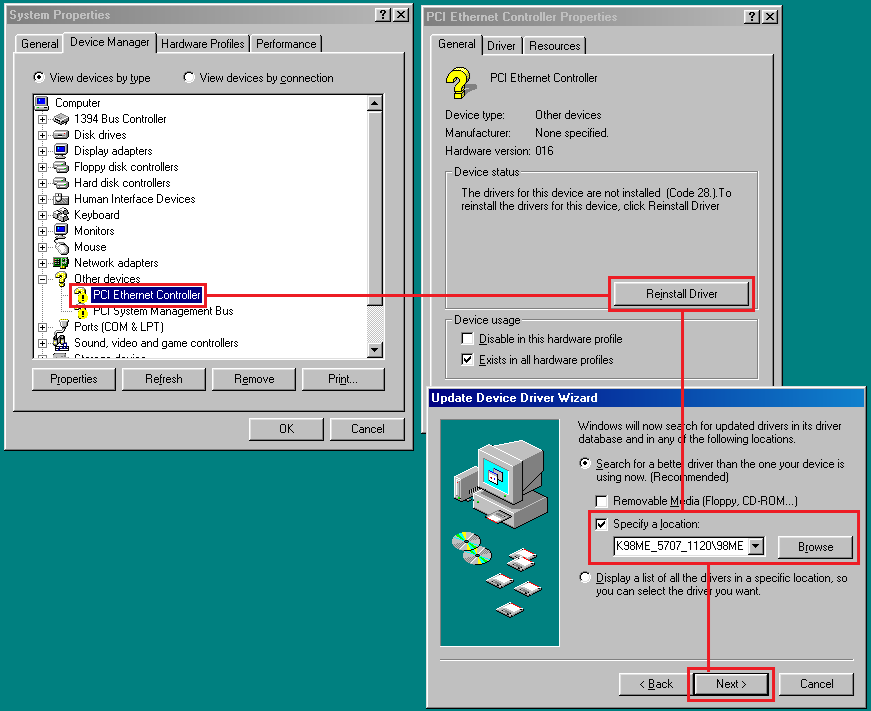 System Properties
General
Device Manager
Hardware Profiles
Performance
View devices by type
View devices by connection
Computer
1394 Bus Controller
Disk drives
Display adapters
Floppy disk controllers
Hard disk controllers
Human Interface Devices
Keyboard
Monitors
Mouse
Network adapters
Other devices
PCI Ethernet Controller
PCI System Management Bus
Ports (COM & LPT)
Sound, video and game controllers
Storage device
Properties
Refresh
Remove
Print...
OK
Cancel
PCI Ethernet Controller Properties
General
Driver
Resources
PCI Ethernet Controller
Device type: Other devices
Manufacturer: None specified.
Hardware version: 016
Device status
The drivers for this device are not installed (Code 28.).To
reinstall the drivers for this device, click Reinstall Driver
Reinstall Driver
Device usage
Disable in this hardware profile
Exists in all hardware profiles
Update Device Driver Wizard
Windows will now search for updated drivers in its driver
database and in any of the following locations.
Search for a better driver than the one your device is
using now. (Recommended)
Removable Media (Floppy, CD-ROM...)
Specify a location:
K98ME_5707_1120\98ME
Browse
Display a list of all the drivers in a specific location, so
you can select the driver you want.
< Back
Next >
Cancel